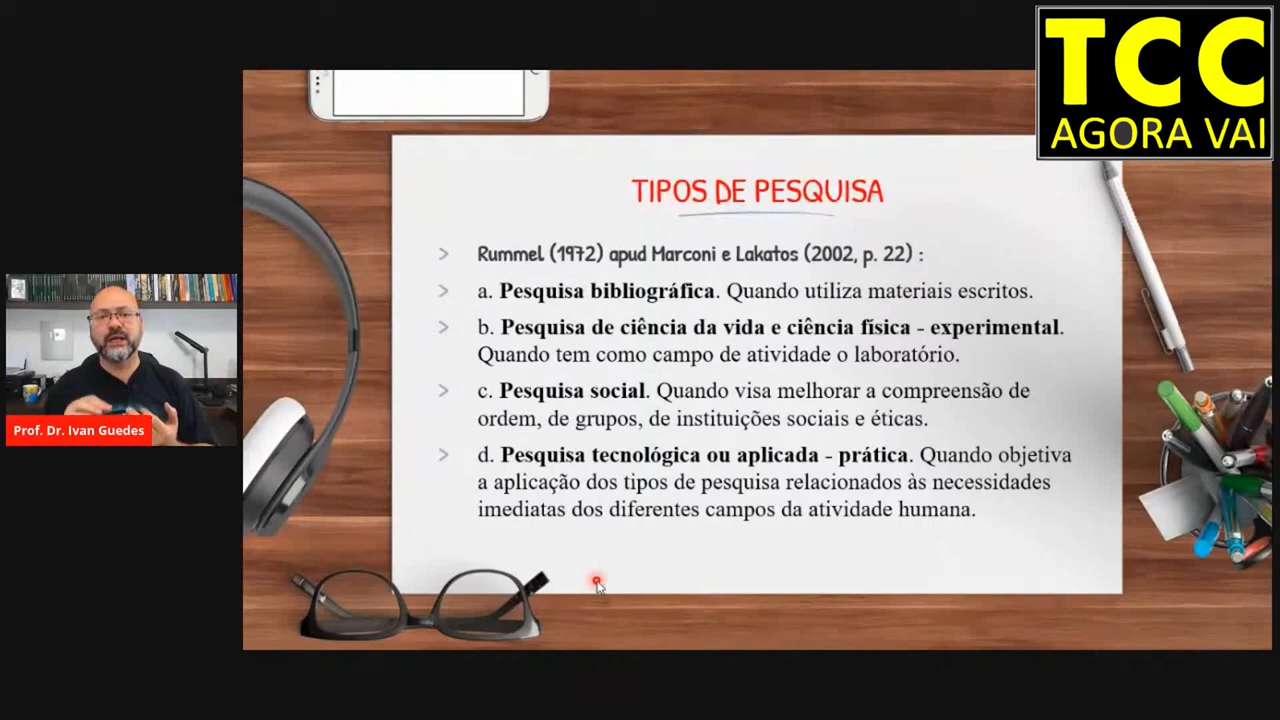 TCC
AGORA VAI
TIPOS DE PESQUISA
Rummel (1972) apud Marconi e Lakatos (2002, p. 22) :
a. Pesquisa bibliográfica. Quando utiliza materiais escritos.
b. Pesquisa de ciência da vida e ciência física - experimental.
Quando tem como campo de atividade o laboratório.
c. Pesquisa social. Quando visa melhorar a compreensão de
ordem, de grupos, de instituições sociais e éticas.
d. Pesquisa tecnológica ou aplicada - prática. Quando objetiva
a aplicação dos tipos de pesquisa relacionados às necessidades
imediatas dos diferentes campos da atividade humana.
Prof. Dr. Ivan Guedes